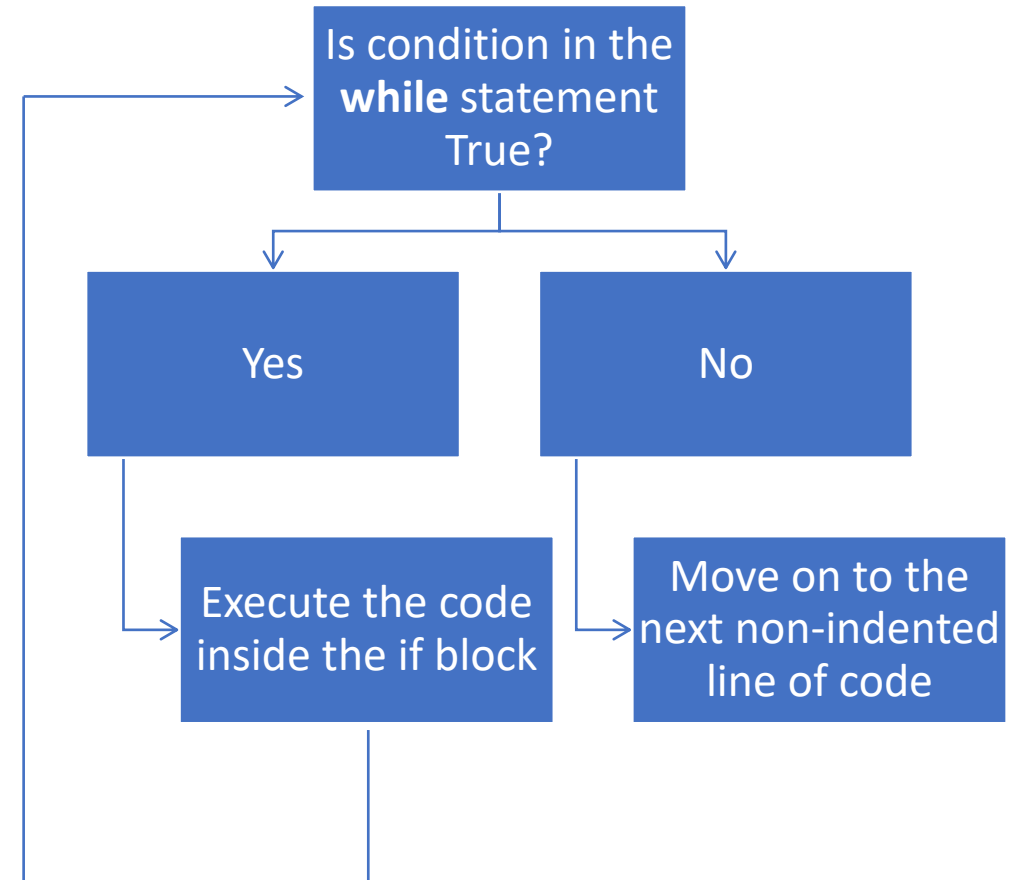 Is condition in the
while statement
True?
Yes
No
Execute the code
inside the if block
Move on to the
next non-indented
line of code